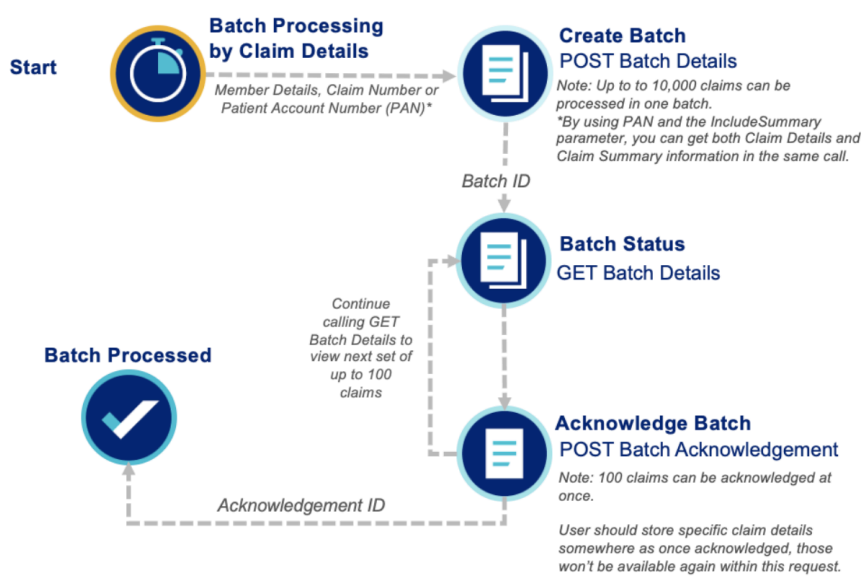 Start
Batch Processing
by Claim Details
Member Details, Claim Number or
Patient Account Number (PAN)*
Create Batch
POST Batch Details
Note: Up to to 10,000 claims can be
processed in one batch.
*By using PAN and the IncludeSummary
parameter, you can get both Claim Details and
Claim Summary information in the same call.
Batch ID
Batch Status
GET Batch Details
Continue
calling GET
Batch Details to
view next set of
up to 100
claims
Batch Processed
Acknowledge Batch
POST Batch Acknowledgement
Note: 100 claims can be acknowledged at
once.
User should store specific claim details
somewhere as once acknowledged, those
won't be available again within this request.
Acknowledgement ID